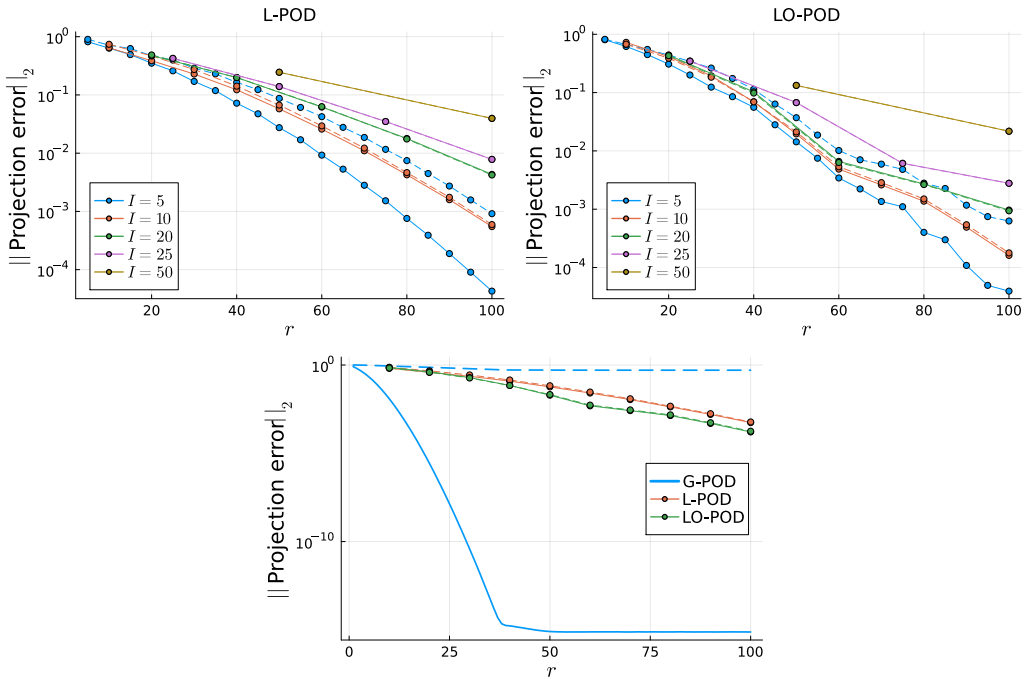 L-POD
||Projection error||₂
10⁰
10⁻¹
10⁻²
10⁻³
10⁻⁴
I = 5
I = 10
I = 20
I = 25
I = 50
20 40 60 80 100
r
LO-POD
||Projection error||₂
10⁰
10⁻¹
10⁻²
10⁻³
10⁻⁴
I = 5
I = 10
I = 20
I = 25
I = 50
20 40 60 80 100
r
||Projection error||₂
10⁰
10⁻¹⁰
G-POD
L-POD
LO-POD
0 25 50 75 100
r